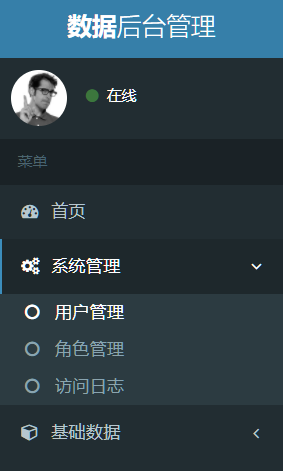 数据后台管理
在线
菜单
首页
系统管理
用户管理
角色管理
访问日志
基础数据